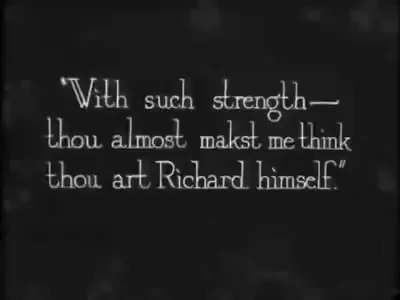 "With such strength—
thou almost makst me think
thou art Richard himself."